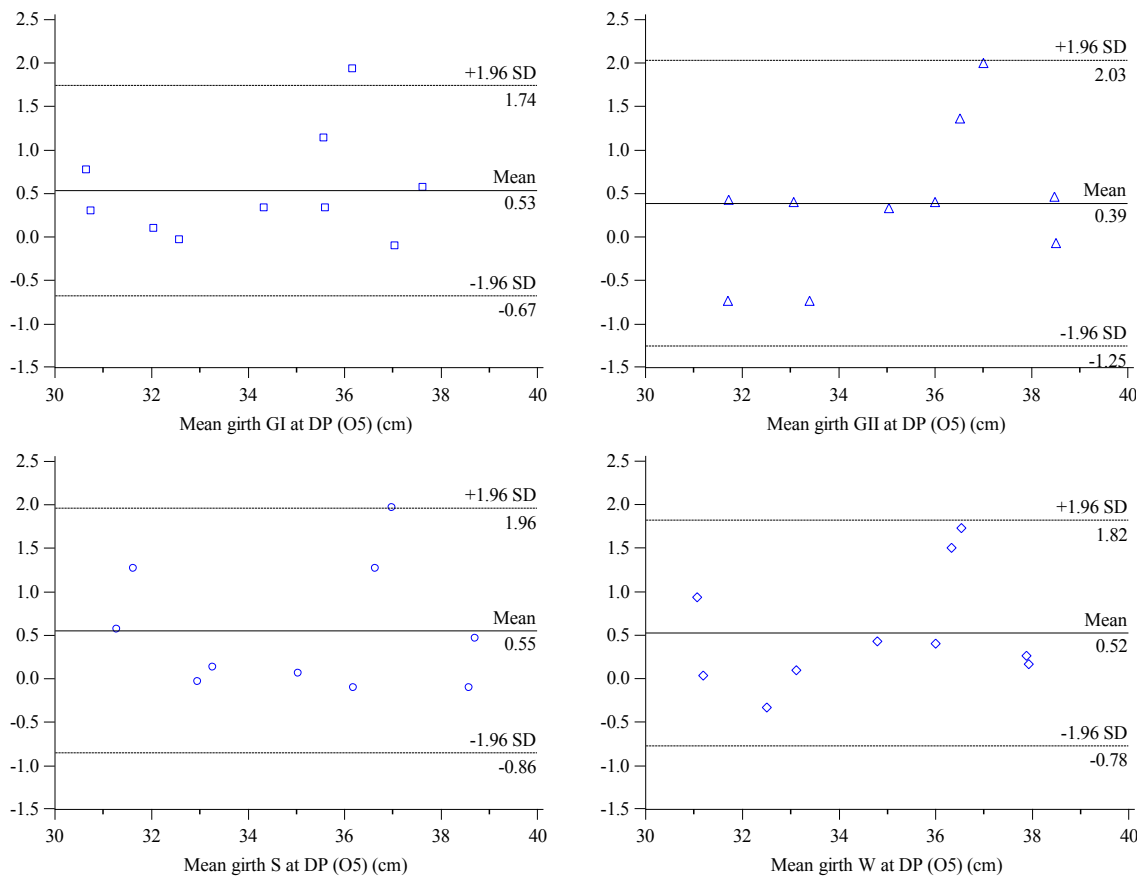 2.5
2.0
1.5
1.0
0.5
0.0
-0.5
-1.0
-1.5
+1.96 SD
1.74
Mean
0.53
-1.96 SD
-0.67
30 32 34 36 38 40
Mean girth GI at DP (O5) (cm)
2.5
2.0
1.5
1.0
0.5
0.0
-0.5
-1.0
-1.5
+1.96 SD
2.03
Mean
0.39
-1.96 SD
-1.25
30 32 34 36 38 40
Mean girth GII at DP (O5) (cm)
2.5
2.0
1.5
1.0
0.5
0.0
-0.5
-1.0
-1.5
+1.96 SD
1.96
Mean
0.55
-1.96 SD
-0.86
30 32 34 36 38 40
Mean girth S at DP (O5) (cm)
2.5
2.0
1.5
1.0
0.5
0.0
-0.5
-1.0
-1.5
+1.96 SD
1.82
Mean
0.52
-1.96 SD
-0.78
30 32 34 36 38 40
Mean girth W at DP (O5) (cm)